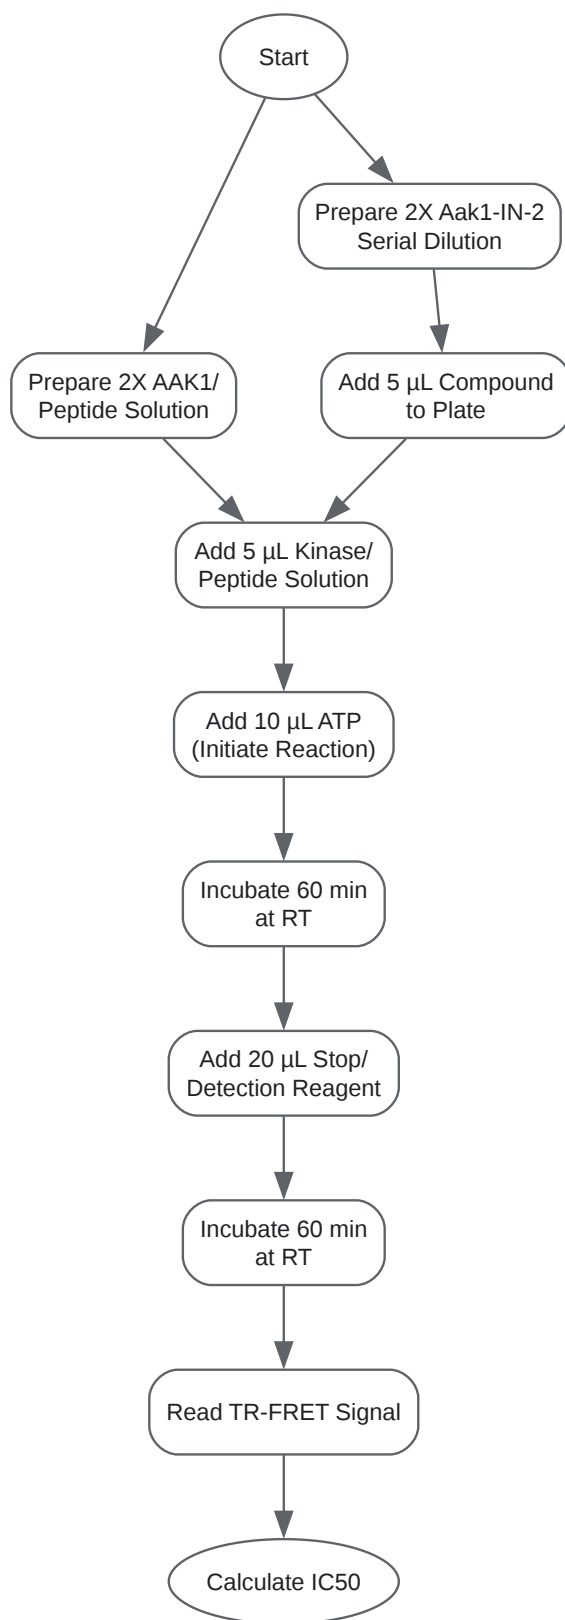 Start
Prepare 2X Aak1-IN-2
Serial Dilution
Prepare 2X AAK1/
Peptide Solution
Add 5 µL Compound
to Plate
Add 5 µL Kinase/
Peptide Solution
Add 10 µL ATP
(Initiate Reaction)
Incubate 60 min
at RT
Add 20 µL Stop/
Detection Reagent
Incubate 60 min
at RT
Read TR-FRET Signal
Calculate IC50